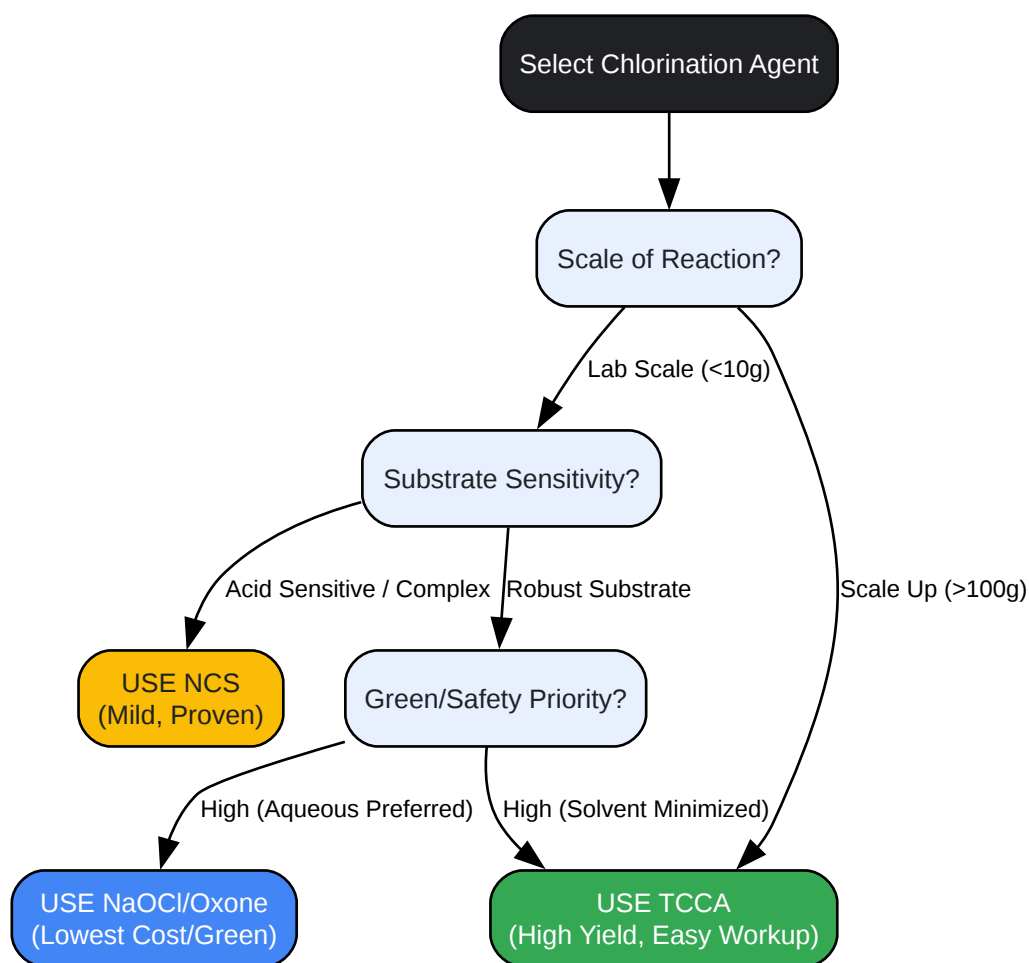 Select Chlorination Agent
Scale of Reaction?
Lab Scale (<10g)
Substrate Sensitivity?
Acid Sensitive / Complex
Robust Substrate
Scale Up (>100g)
USE NCS
(Mild, Proven)
Green/Safety Priority?
High (Aqueous Preferred)
High (Solvent Minimized)
USE NaOCl/Oxone
(Lowest Cost/Green)
USE TCCA
(High Yield, Easy Workup)